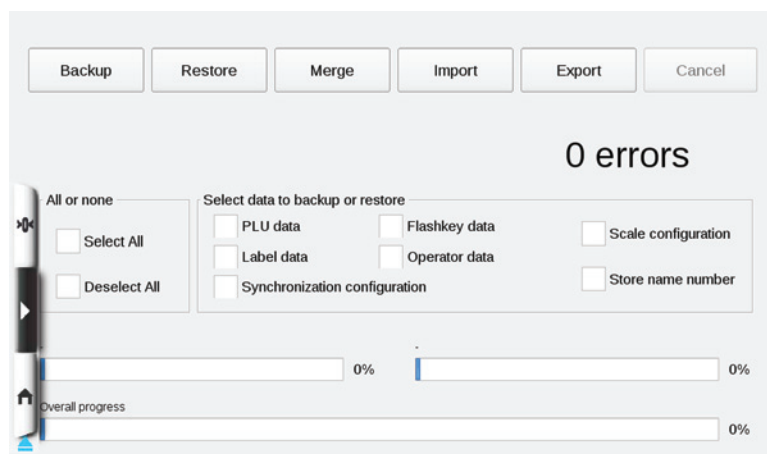 Backup Restore Merge Import Export Cancel
0 errors
All or none Select data to backup or restore
PLU data Flashkey data
Select All Scale configuration
Label data Operator data
Deselect All Synchronization configuration Store name number
>0<
- -
0% 0%
Overall progress
0%